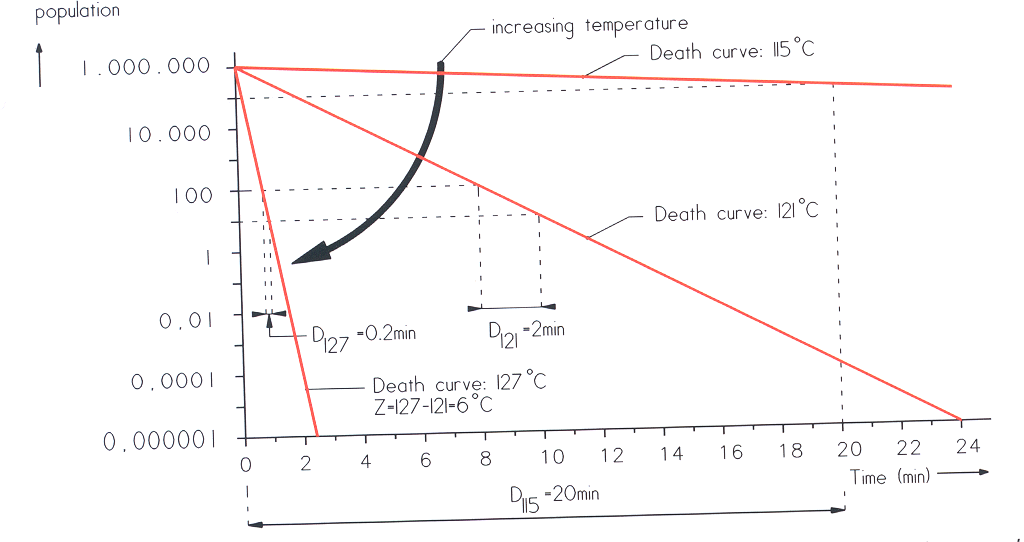 population
increasing temperature
Death curve: 115°C
1.000.000
10.000
100
Death curve: 121°C
1
0,01
D127=0.2min
D121=2min
0,0001
Death curve: 127°C
Z=127-121=6°C
0,000001
0 2 4 6 8 10 12 14 16 18 20 22 24
Time (min)
D115=20min